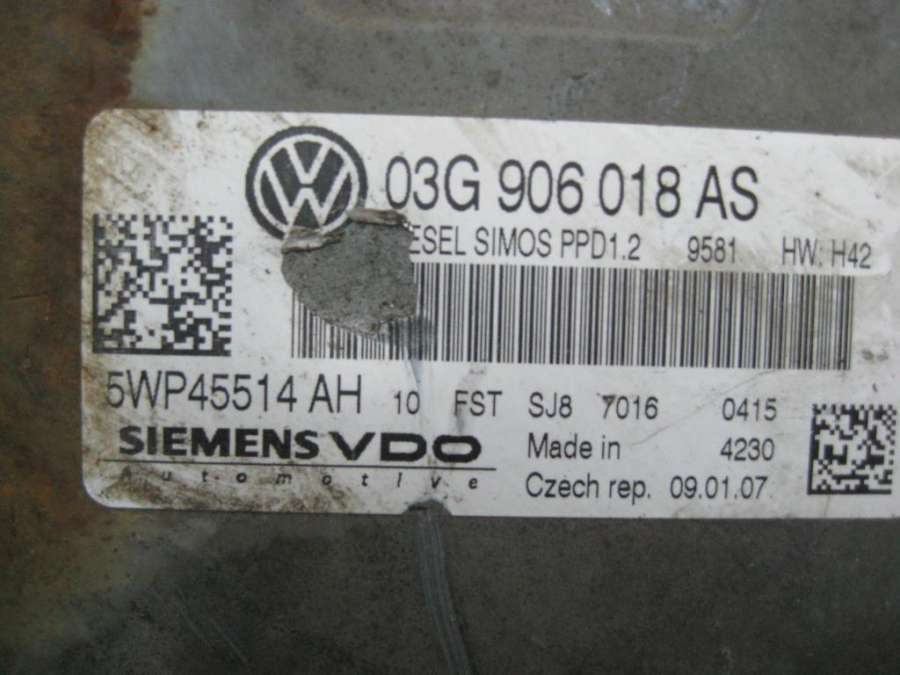 03G 906 018 AS
ESEL SIMOS PPD1.2 9581 HW: H42
5WP45514 AH 10 FST SJ8 7016 0415
SIEMENS VDO Made in 4230
Automotive Czech rep. 09.01.07